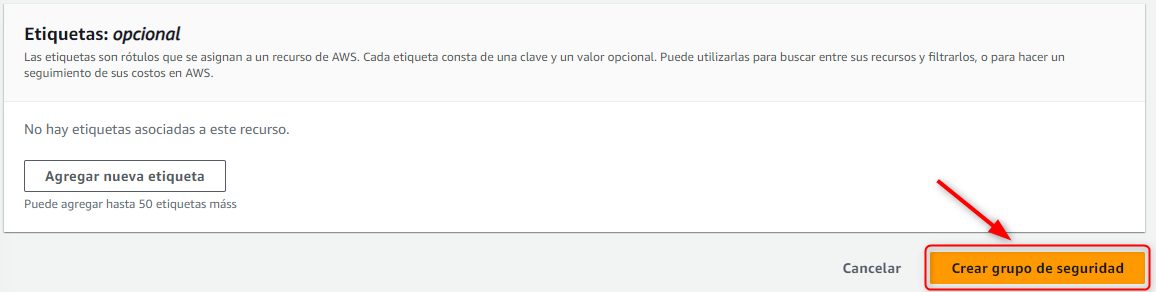 Etiquetas: opcional
Las etiquetas son rótulos que se asignan a un recurso de AWS. Cada etiqueta consta de una clave y un valor opcional. Puede utilizarlas para buscar entre sus recursos y filtrarlos, o para hacer un
seguimiento de sus costos en AWS.
No hay etiquetas asociadas a este recurso.
Agregar nueva etiqueta
Puede agregar hasta 50 etiquetas máss
Cancelar
Crear grupo de seguridad